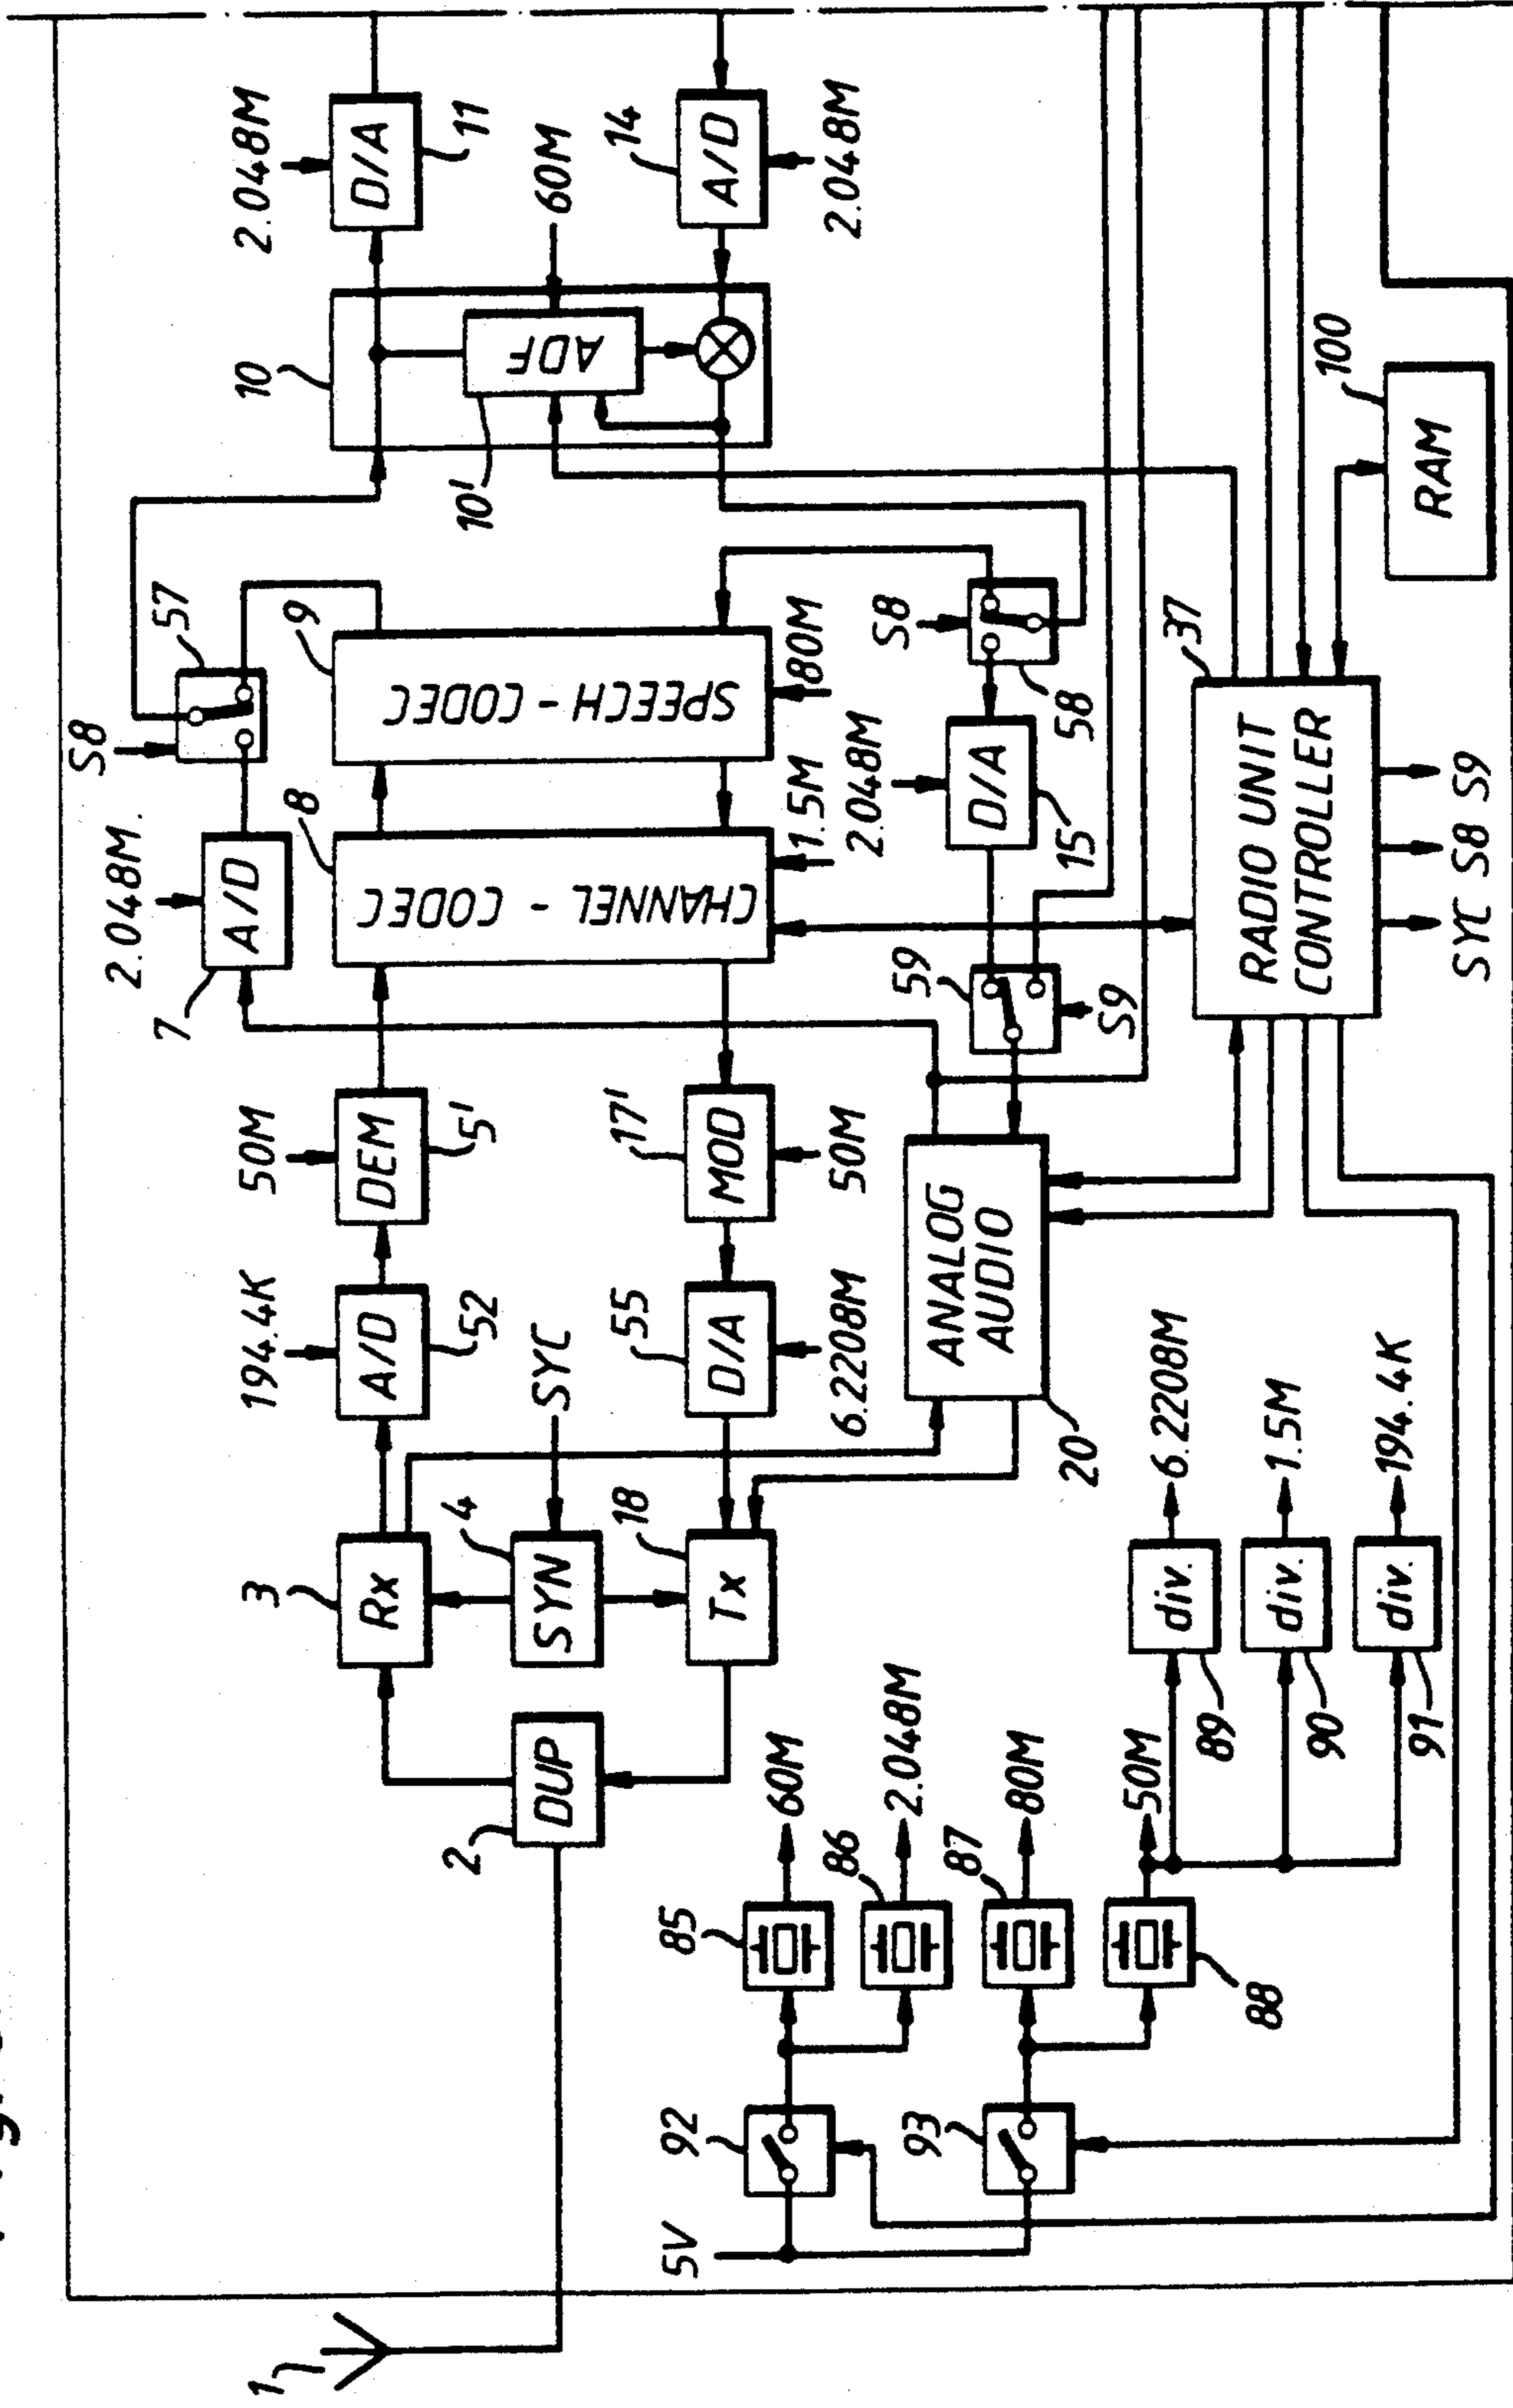 1
2
DUP
3
Rx
4
SYN
SYC
18
Tx
194.4K
A/D
52
50M
DEM
5'
55
D/A
6.2208M
17'
MOD
50M
2.048M.
A/D
7
S8
57
8
CHANNEL - CODEC
1.5M
9
SPEECH - CODEC
80M
10
10'
ADF
60M
2.048M
D/A
11
14
A/D
2.048M
2.048M
D/A
15
S8
58
59
S9
ANALOG
AUDIO
20
37
RADIO UNIT
CONTROLLER
SYC S8 S9
100
RAM
5V
92
93
85
60M
86
2.048M
87
80M
88
50M
div.
89
6.2208M
div.
90
1.5M
div.
91
194.4K